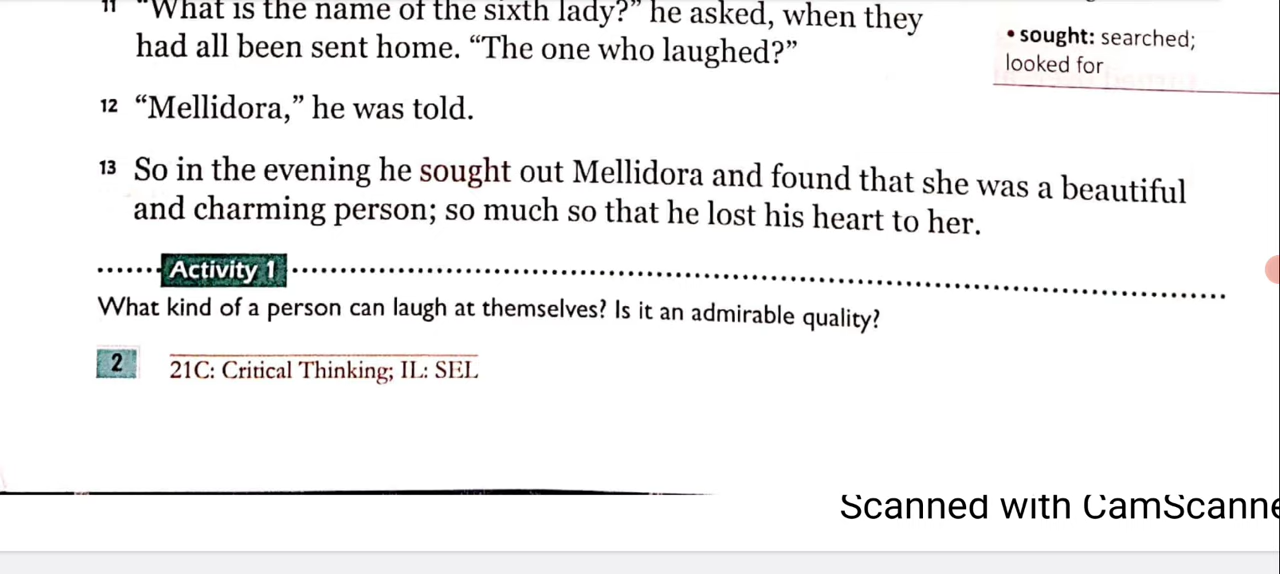 11 “What is the name of the sixth lady?” he asked, when they
had all been sent home. “The one who laughed?”
• sought: searched;
looked for
12 “Mellidora,” he was told.
13 So in the evening he sought out Mellidora and found that she was a beautiful
and charming person; so much so that he lost his heart to her.
Activity 1
What kind of a person can laugh at themselves? Is it an admirable quality?
2 21C: Critical Thinking; IL: SEL
Scanned with CamScanne